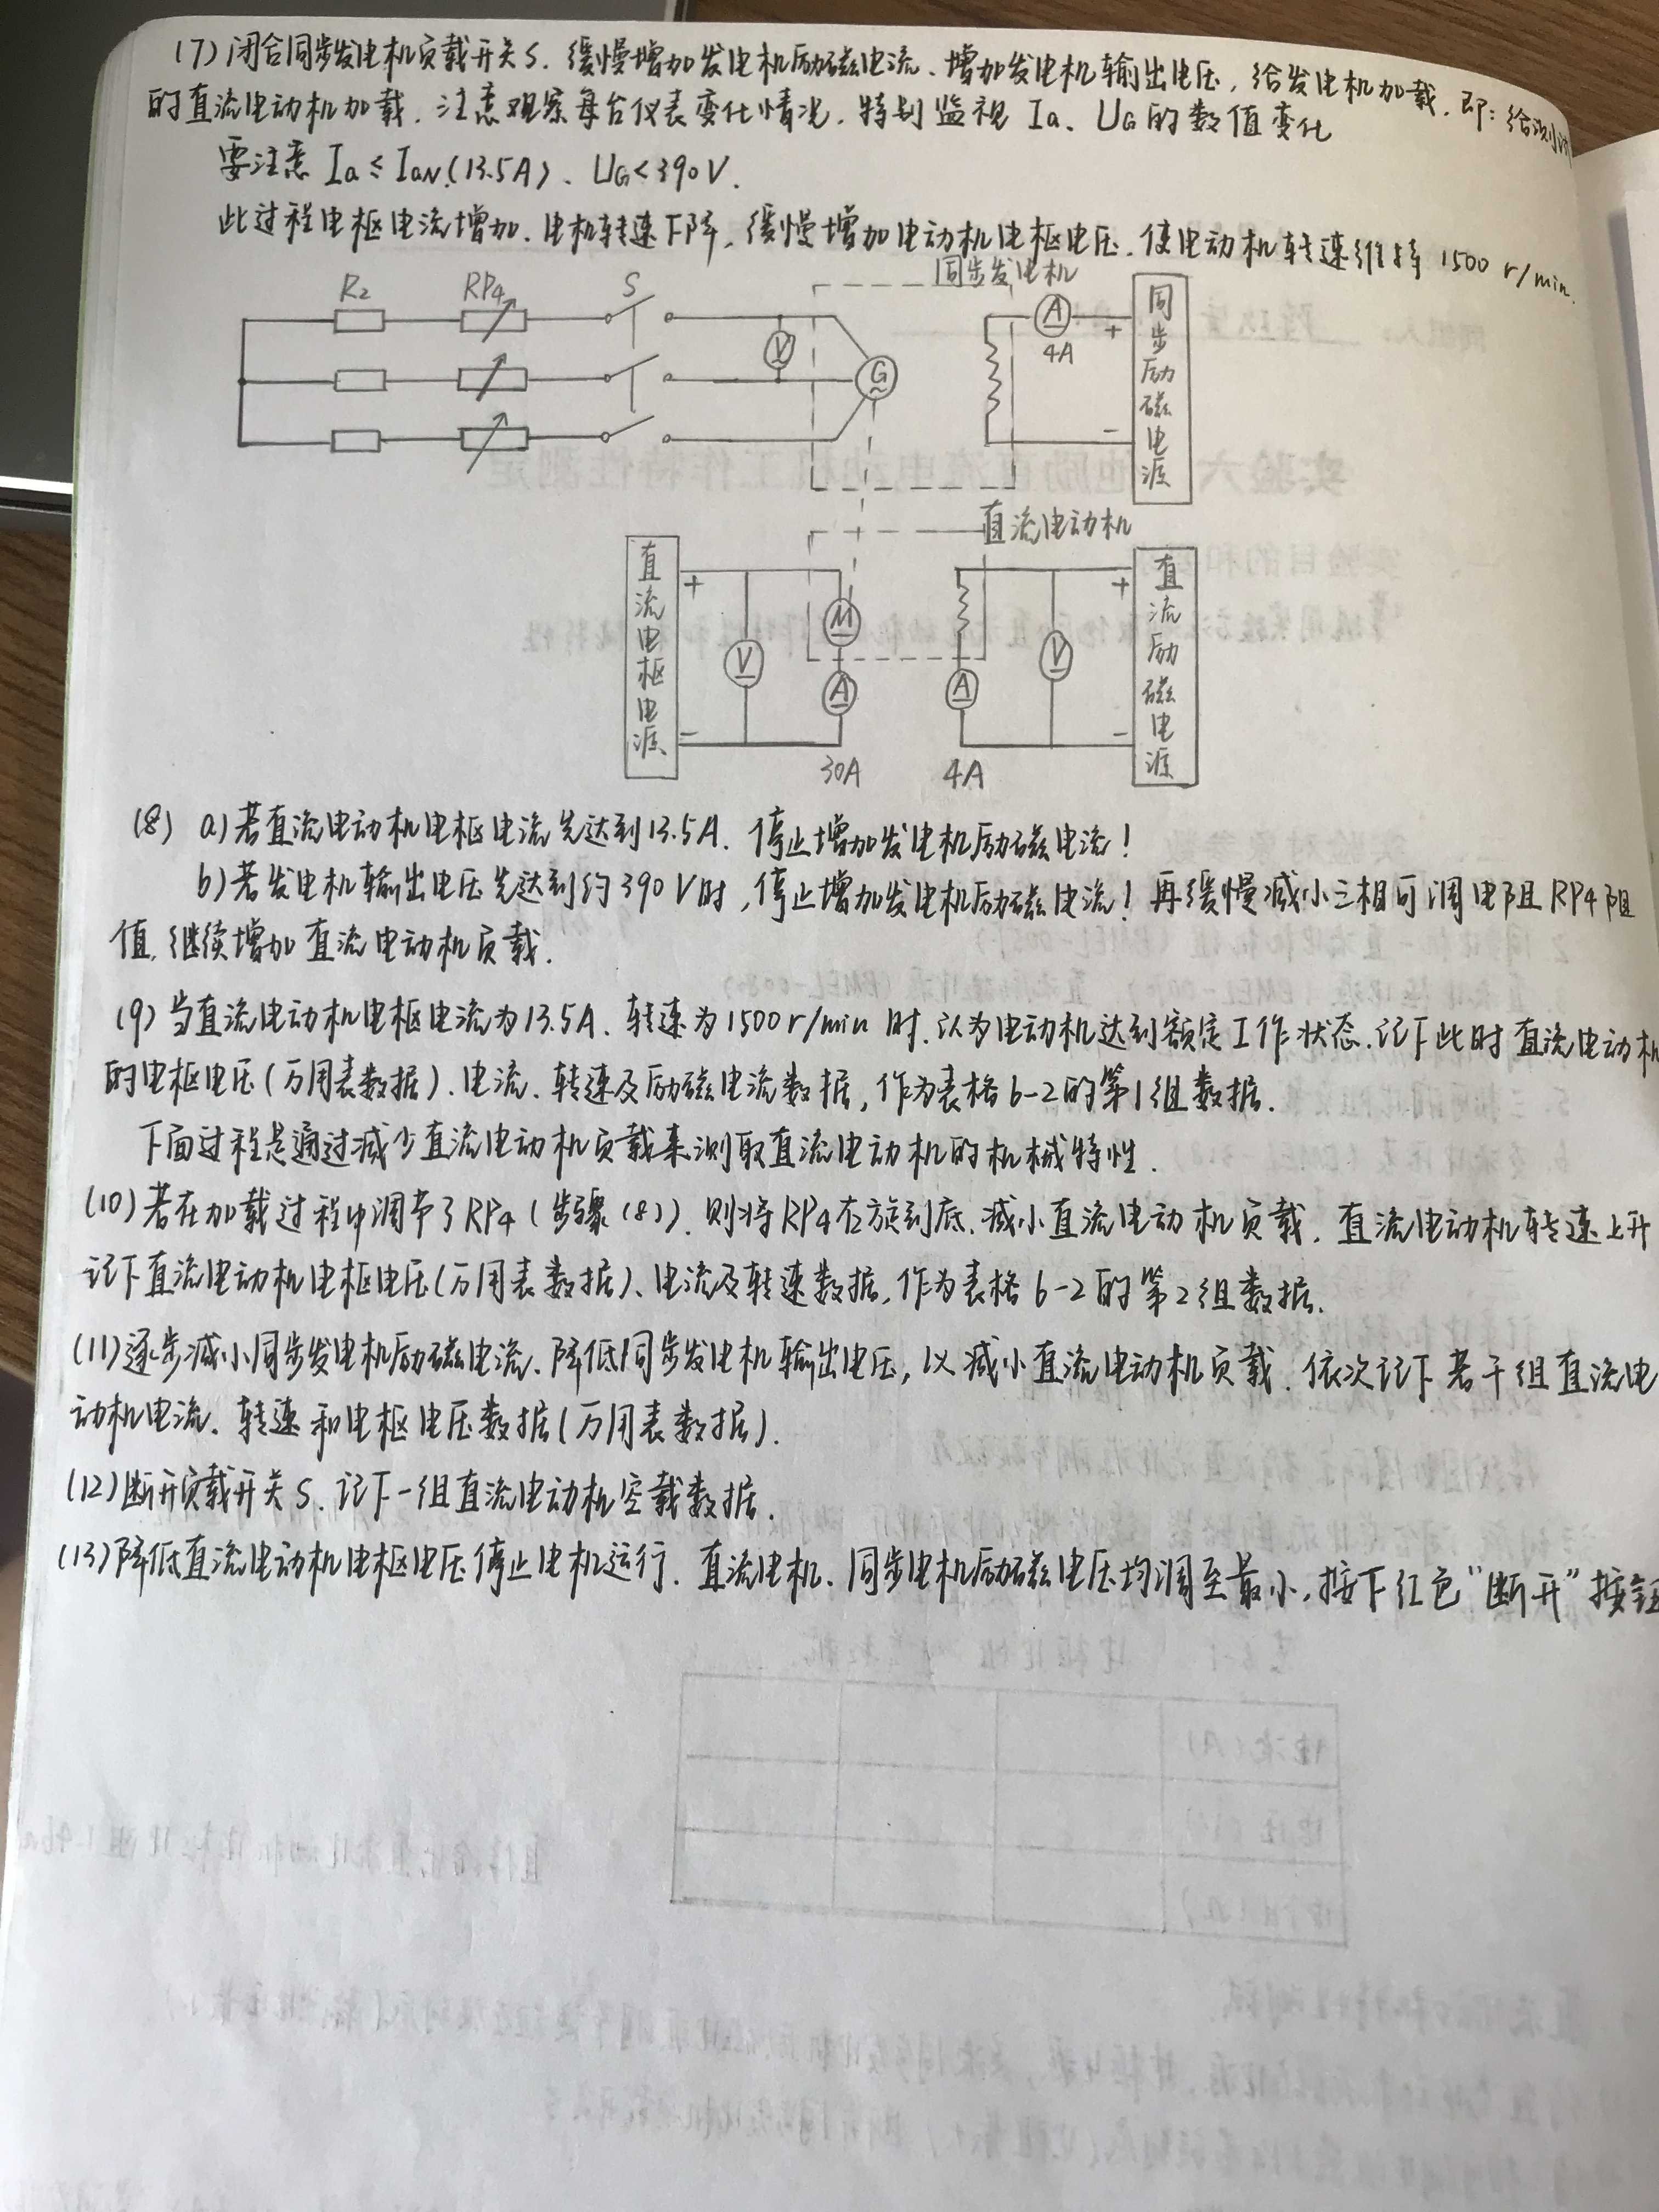 (7)闭合同步发电机负载开关S.缓慢增加发电机励磁电流、增加发电机输出电压,给发电机加载,即:给测试
的直流电动机加载.注意观察每台仪表变化情况.特别监视 Ia、UG的数值变化
要注意 Ia≤IaN(13.5A)、UG<390V.
此过程电枢电流增加.电机转速下降,缓慢增加电动机电枢电压.使电动机转速维持 1500 r/min.
同步发电机
R2 RP4 S
V
G
A
4A
+
-
同步励磁电源
直流电动机
直流电枢电源
+
-
V
M
A
30A
A
4A
V
+
-
直流励磁电源
(8) a)若直流电动机电枢电流先达到13.5A.停止增加发电机励磁电流!
b)若发电机输出电压先达到约390V时,停止增加发电机励磁电流!再缓慢减小三相可调电阻RP4阻
值.继续增加直流电动机负载.
(9)当直流电动机电枢电流为13.5A.转速为1500r/min时.认为电动机达到额定工作状态.记下此时直流电动机
的电枢电压(万用表数据).电流.转速及励磁电流数据,作为表格6-2的第1组数据.
下面过程是通过减少直流电动机负载来测取直流电动机的机械特性.
(10)若在加载过程中调节了RP4(步骤(8)).则将RP4左旋到底.减小直流电动机负载.直流电动机转速上升
记下直流电动机电枢电压(万用表数据)、电流及转速数据,作为表格6-2的第2组数据.
(11)逐步减小同步发电机励磁电流.降低同步发电机输出电压,以减小直流电动机负载.依次记下若干组直流电
动机电流.转速和电枢电压数据(万用表数据).
(12)断开负载开关S.记下一组直流电动机空载数据.
(13)降低直流电动机电枢电压停止电机运行.直流电机.同步电机励磁电压均调至最小.按下红色"断开"按钮